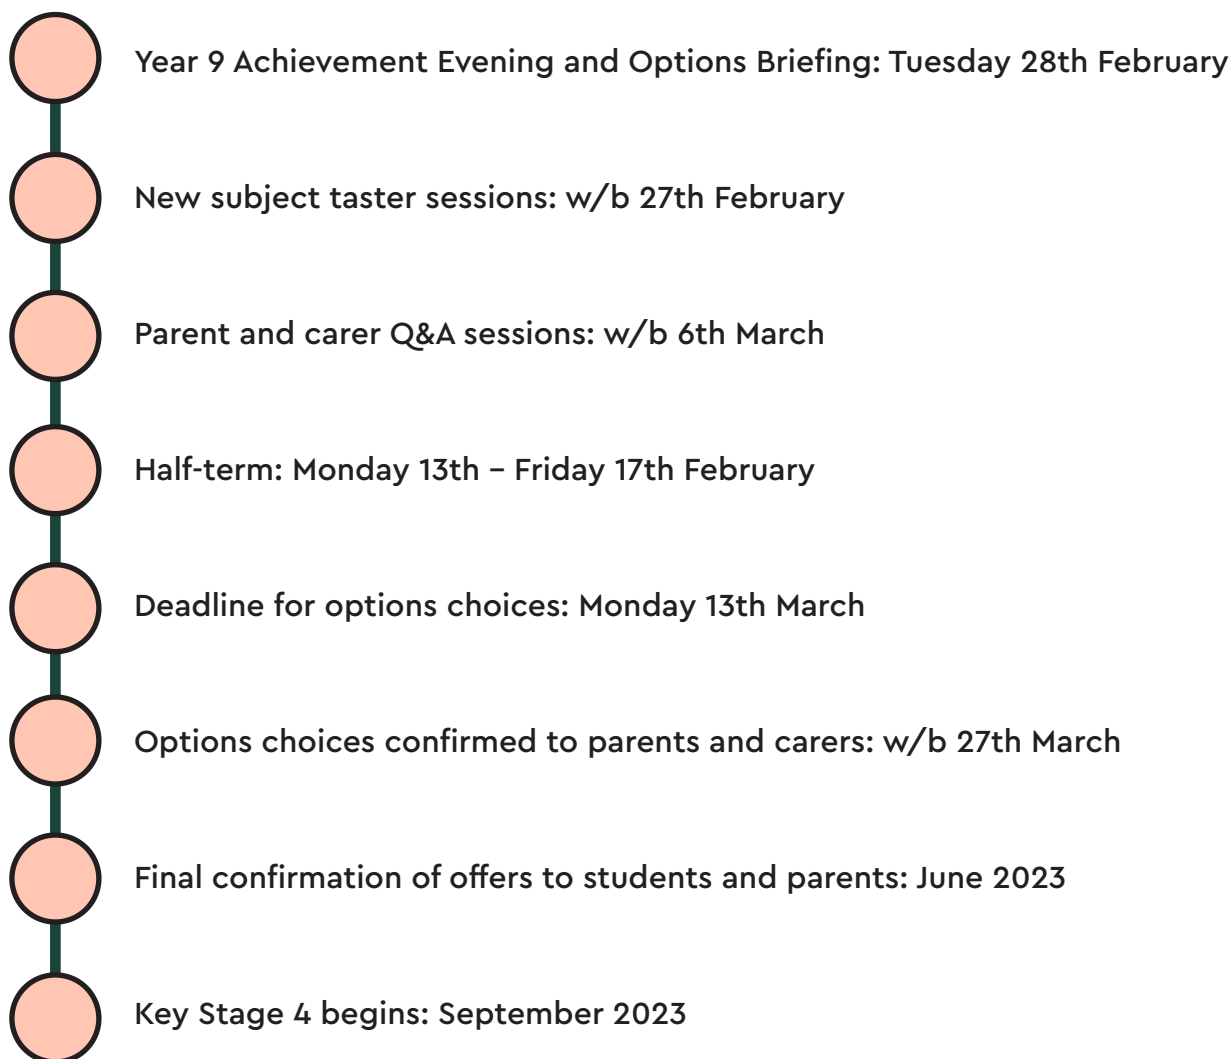 Year 9 Achievement Evening and Options Briefing: Tuesday 28th February
New subject taster sessions: w/b 27th February
Parent and carer Q&A sessions: w/b 6th March
Half-term: Monday 13th – Friday 17th February
Deadline for options choices: Monday 13th March
Options choices confirmed to parents and carers: w/b 27th March
Final confirmation of offers to students and parents: June 2023
Key Stage 4 begins: September 2023